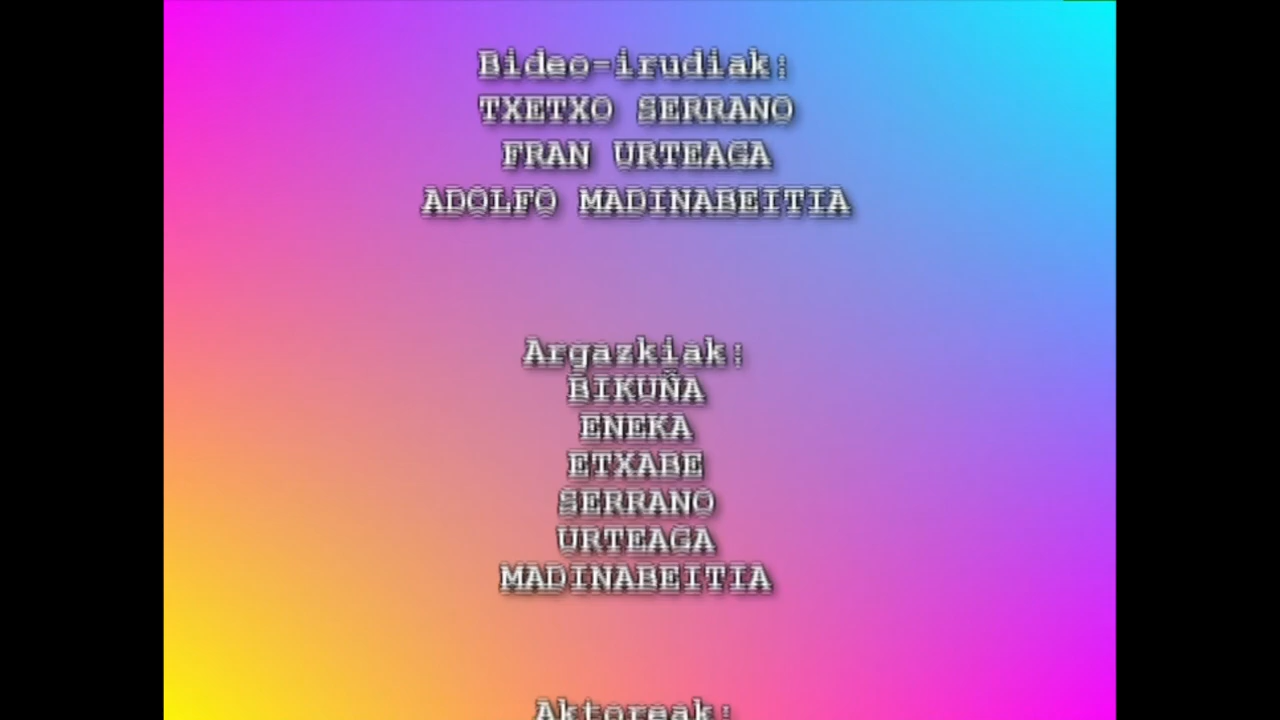 Bideo-irudiak:
TXETXO SERRANO
FRAN URTEAGA
ADOLFO MADINABEITIA
Argazkiak:
BIKUÑA
ENEKA
ETXABE
SERRANO
URTEAGA
MADINABEITIA
Aktoreak: